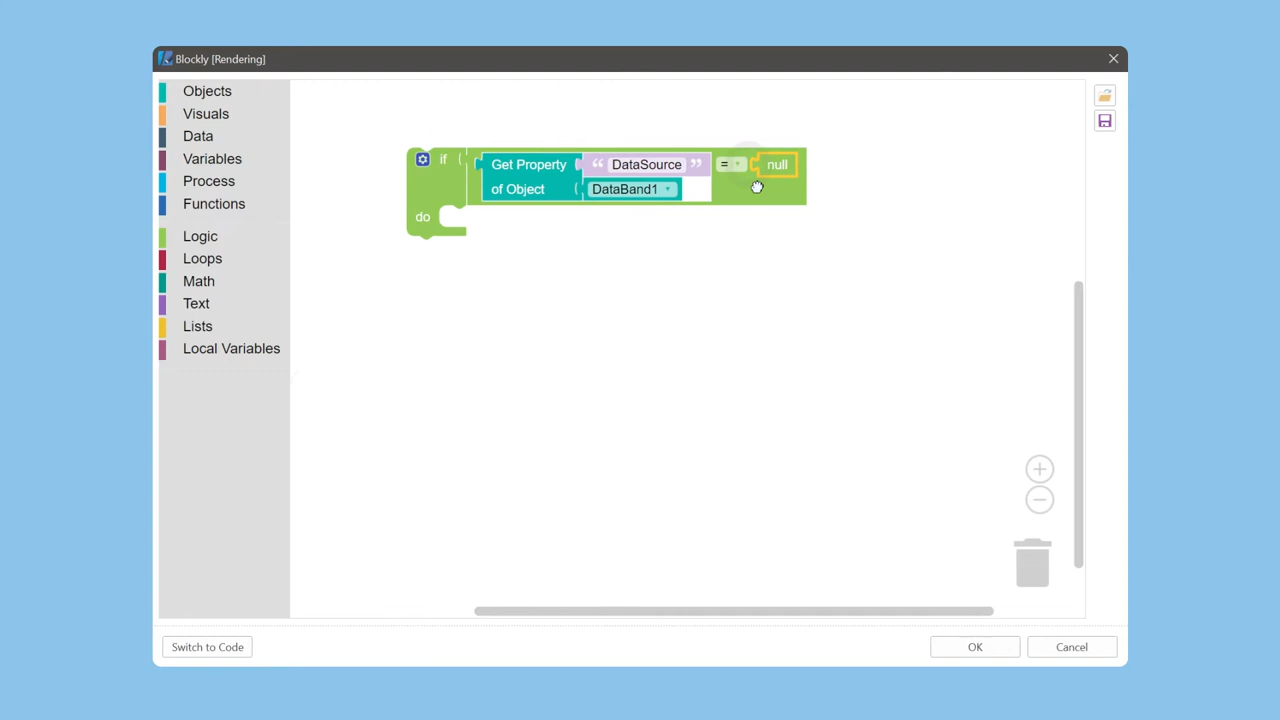 Blockly [Rendering]
Objects
Visuals
Data
Variables
Process
Functions
Logic
Loops
Math
Text
Lists
Local Variables
if Get Property “ DataSource ” = null
of Object DataBand1
do
Switch to Code
OK
Cancel